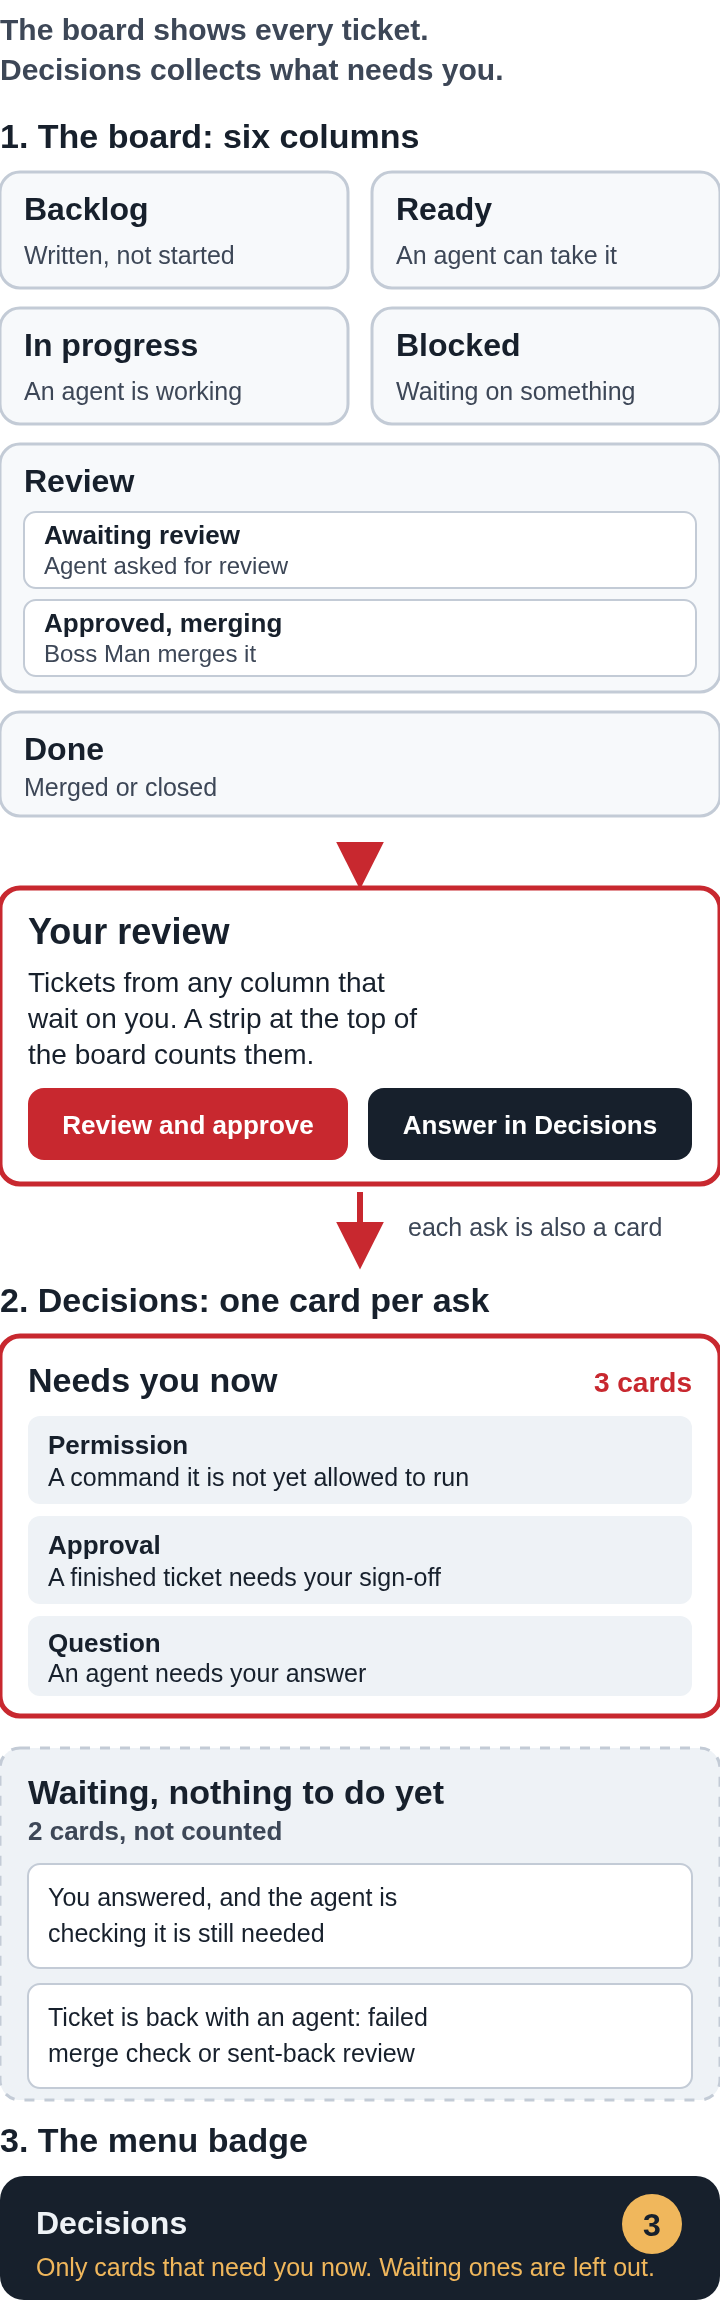 The board shows every ticket.
Decisions collects what needs you.
1. The board: six columns
Backlog
Written, not started
Ready
An agent can take it
In progress
An agent is working
Blocked
Waiting on something
Review
Awaiting review
Agent asked for review
Approved, merging
Boss Man merges it
Done
Merged or closed
Your review
Tickets from any column that
wait on you. A strip at the top of
the board counts them.
Review and approve
Answer in Decisions
each ask is also a card
2. Decisions: one card per ask
Needs you now
3 cards
Permission
A command it is not yet allowed to run
Approval
A finished ticket needs your sign-off
Question
An agent needs your answer
Waiting, nothing to do yet
2 cards, not counted
You answered, and the agent is
checking it is still needed
Ticket is back with an agent: failed
merge check or sent-back review
3. The menu badge
Decisions
3
Only cards that need you now. Waiting ones are left out.